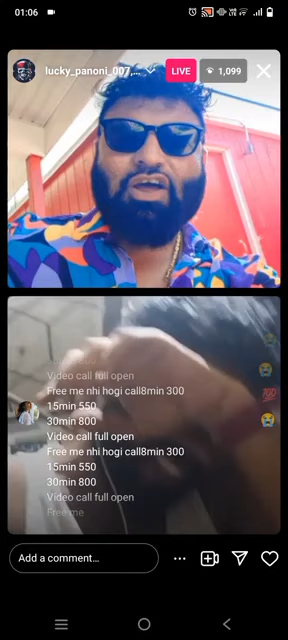 01:06
lucky_panoni_007,...
LIVE
1,099
Video call full open
Free me nhi hogi call8min 300
15min 550
30min 800
Video call full open
Free me nhi hogi call8min 300
15min 550
30min 800
Video call full open
Free me
Add a comment...